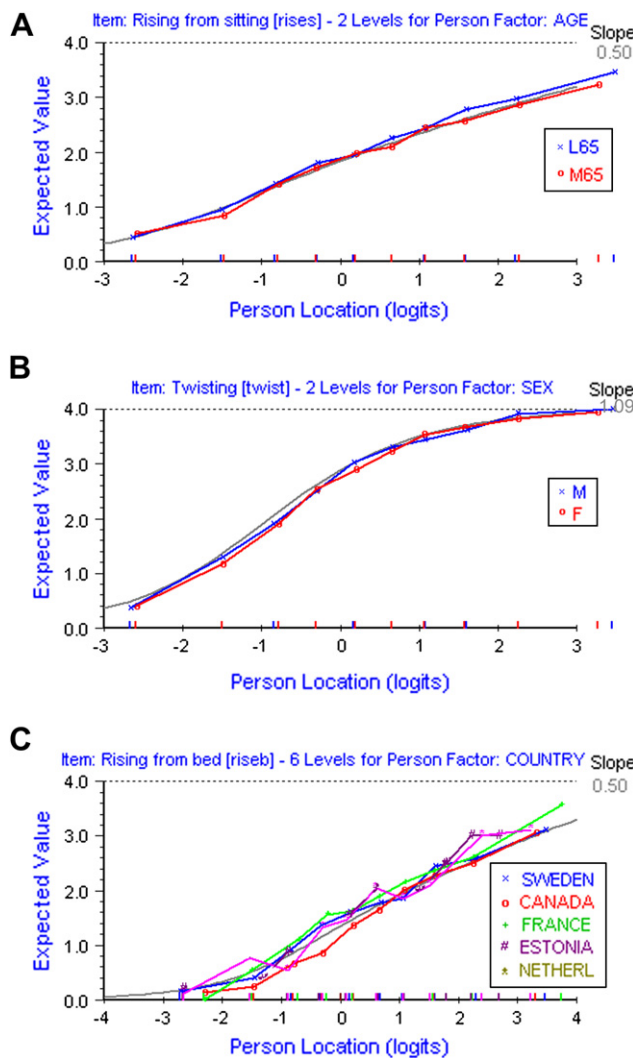 A
Item: Rising from sitting [rises] - 2 Levels for Person Factor: AGE
Slope
0.50
4.0
3.0
2.0
1.0
0.0
Expected Value
× L65
o M65
-3 -2 -1 0 1 2 3
Person Location (logits)
B
Item: Twisting [twist] - 2 Levels for Person Factor: SEX
Slope
1.09
4.0
3.0
2.0
1.0
0.0
Expected Value
× M
o F
-3 -2 -1 0 1 2 3
Person Location (logits)
C
Item: Rising from bed [riseb] - 6 Levels for Person Factor: COUNTRY
Slope
0.50
4.0
3.0
2.0
1.0
0.0
Expected Value
× SWEDEN
o CANADA
+ FRANCE
# ESTONIA
* NETHERL
-4 -3 -2 -1 0 1 2 3 4
Person Location (logits)